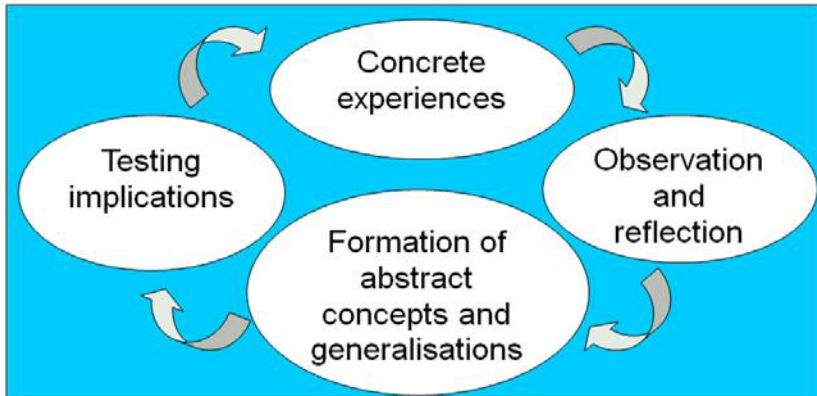 Concrete
experiences
Testing
implications
Observation
and
reflection
Formation of
abstract
concepts and
generalisations